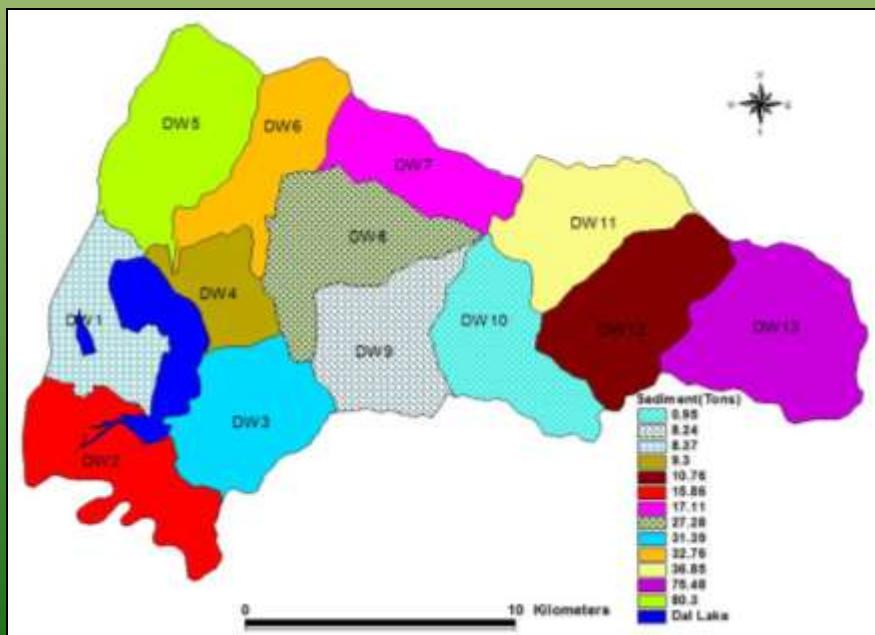 DW5
DW6
DW7
DW11
DW8
DW4
DW1
DW10
DW12
DW13
DW9
DW3
DW2
Sediment(Tons)
0.95
8.24
8.37
9.3
10.76
15.86
17.11
27.28
31.39
32.76
36.85
75.48
80.3
Dal Lake
0 10 Kilometers